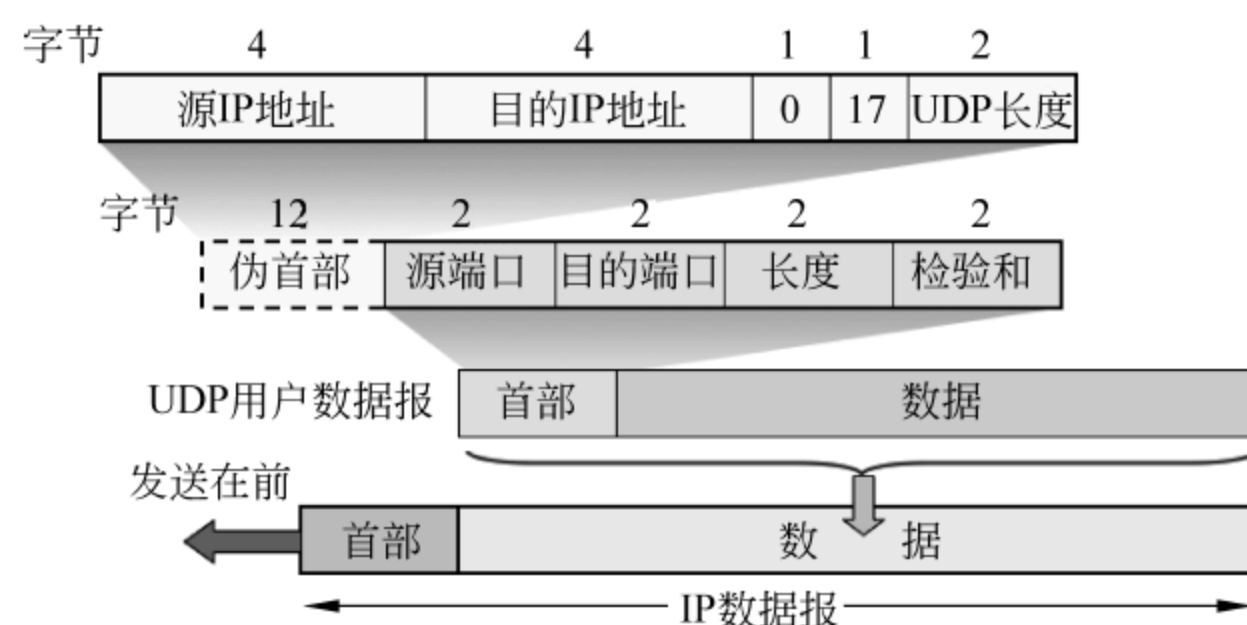 字节 4 4 1 1 2
源IP地址 目的IP地址 0 17 UDP长度
字节 12 2 2 2 2
伪首部 源端口 目的端口 长度 检验和
UDP用户数据报 首部 数据
发送在前
首部 数 据
IP数据报